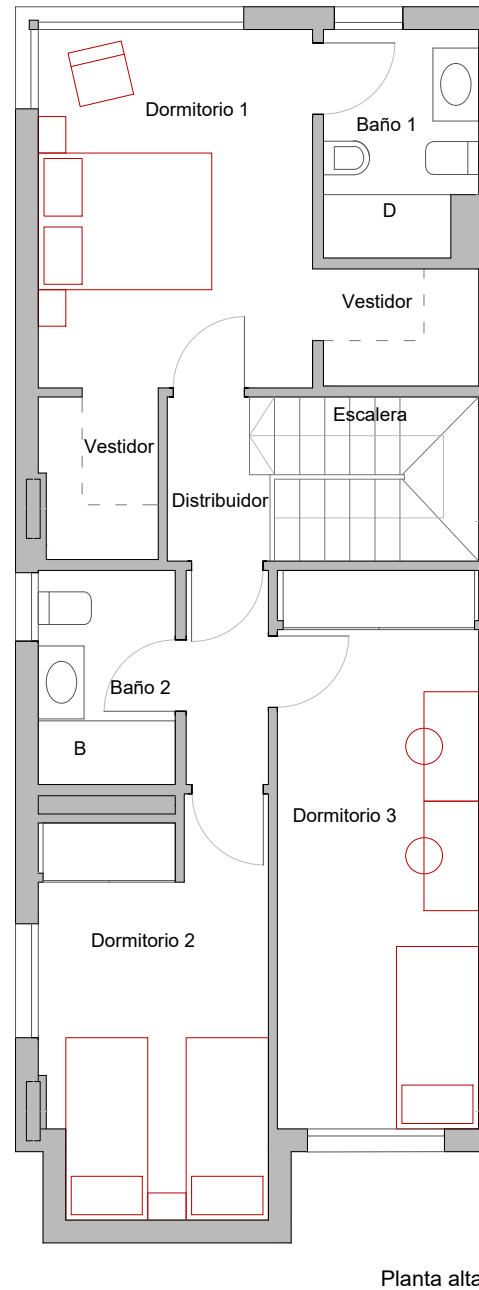 Dormitorio 1
Baño 1
D
Vestidor
Escalera
Vestidor
Distribuidor
Baño 2
B
Dormitorio 3
Dormitorio 2
Planta alta